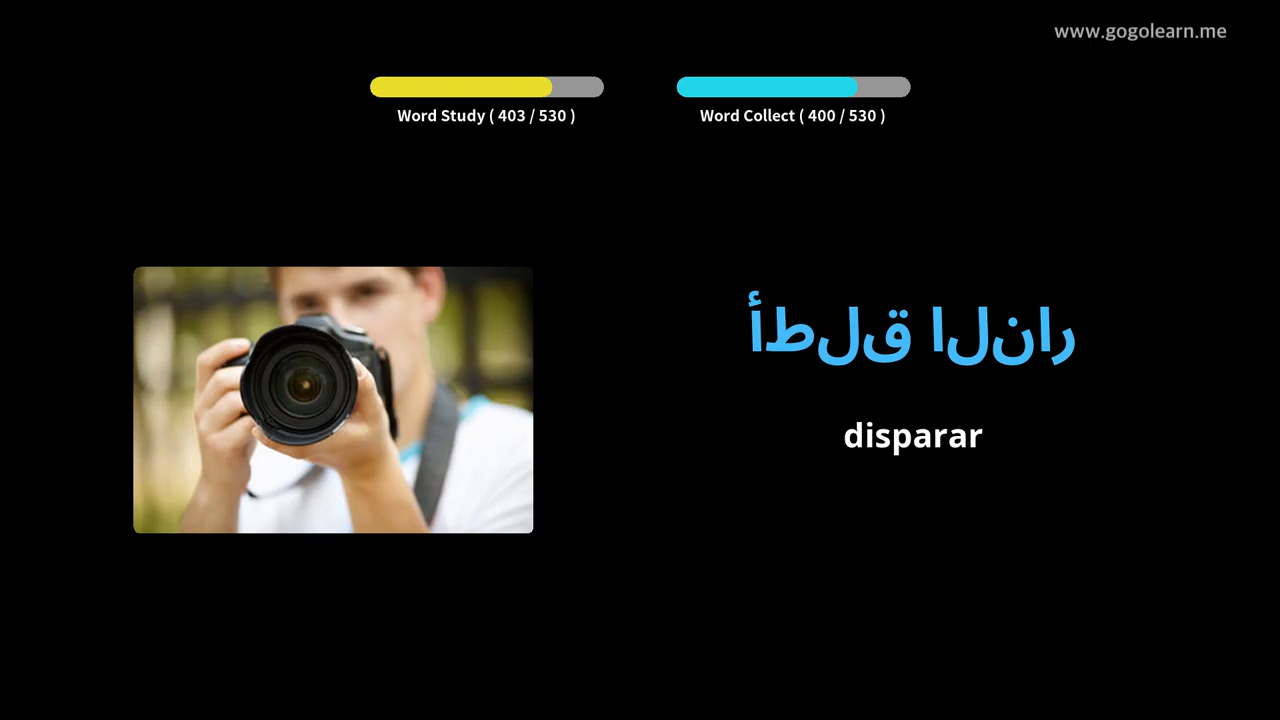 www.gogolearn.me
Word Study ( 403 / 530 )
Word Collect ( 400 / 530 )
أطلق النار
disparar